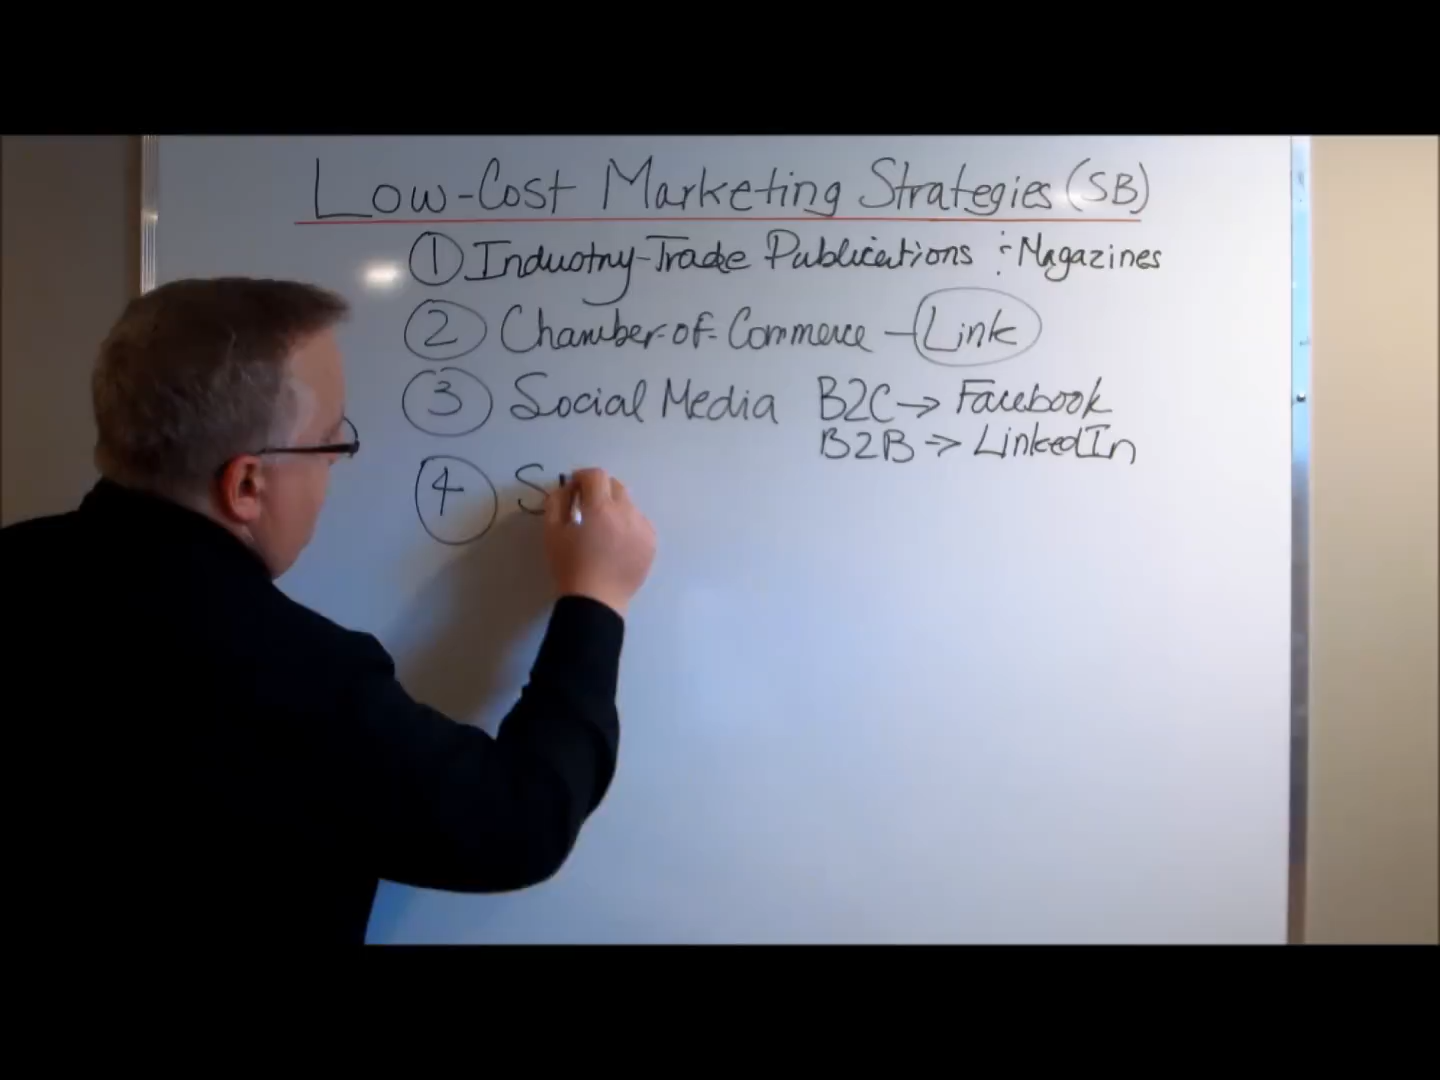 Low-Cost Marketing Strategies (SB)
① Industry-Trade Publications & Magazines
② Chamber-of-Commerce - Link
③ Social Media B2C → Facebook
B2B → LinkedIn
④ S